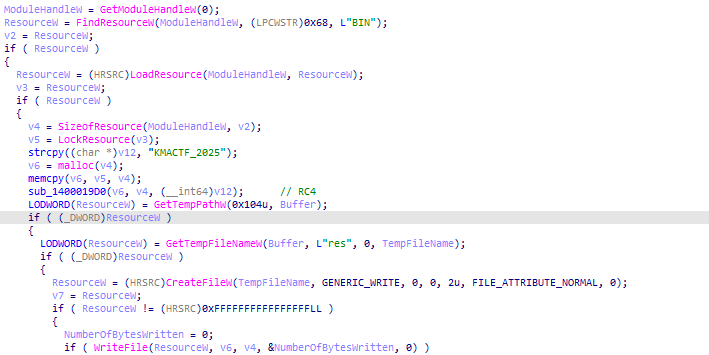 ModuleHandleW = GetModuleHandleW(0);
ResourceW = FindResourceW(ModuleHandleW, (LPCWSTR)0x68, L"BIN");
v2 = ResourceW;
if ( ResourceW )
{
ResourceW = (HRSRC)LoadResource(ModuleHandleW, ResourceW);
v3 = ResourceW;
if ( ResourceW )
{
v4 = SizeofResource(ModuleHandleW, v2);
v5 = LockResource(v3);
strcpy((char *)v12, "KMACTF_2025");
v6 = malloc(v4);
memcpy(v6, v5, v4);
sub_1400019D0(v6, v4, (__int64)v12); // RC4
LODWORD(ResourceW) = GetTempPathW(0x104u, Buffer);
if ( (_DWORD)ResourceW )
{
LODWORD(ResourceW) = GetTempFileNameW(Buffer, L"res", 0, TempFileName);
if ( (_DWORD)ResourceW )
{
ResourceW = (HRSRC)CreateFileW(TempFileName, GENERIC_WRITE, 0, 0, 2u, FILE_ATTRIBUTE_NORMAL, 0);
v7 = ResourceW;
if ( ResourceW != (HRSRC)0xFFFFFFFFFFFFFFFFLL )
{
NumberOfBytesWritten = 0;
if ( WriteFile(ResourceW, v6, v4, &NumberOfBytesWritten, 0) )